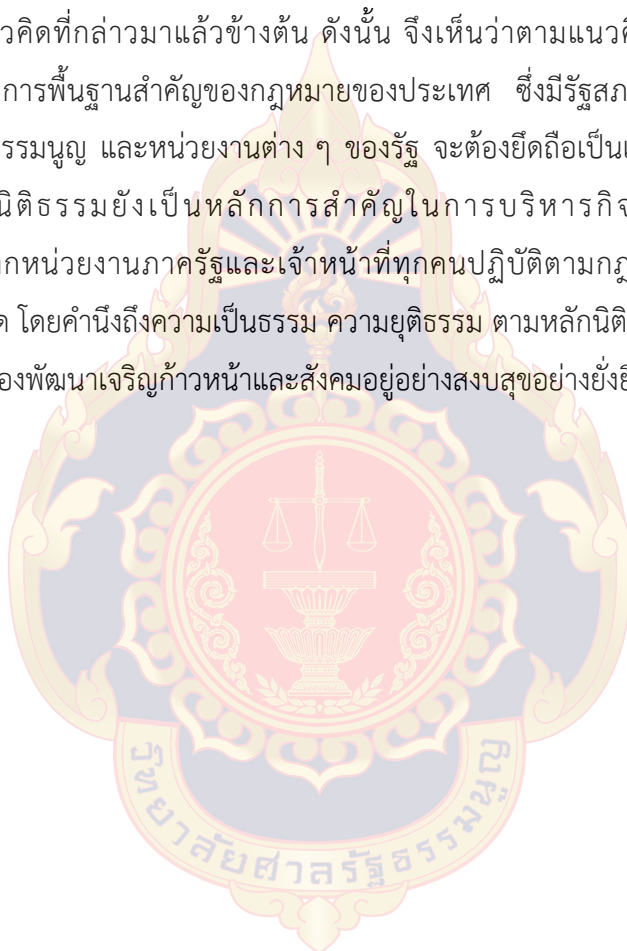 วคิดที่กล่าวมาแล้วข้างต้น ดังนั้น จึงเห็นว่าตามแนวคิ
การพื้นฐานสำคัญของกฎหมายของประเทศ ซึ่งมีรัฐสภ
ธรรมนูญ และหน่วยงานต่าง ๆ ของรัฐ จะต้องยึดถือเป็นแ
นิติธรรมยังเป็นหลักการสำคัญในการบริหารกิจ
กหน่วยงานภาครัฐและเจ้าหน้าที่ทุกคนปฏิบัติตามกฎ
ด โดยคำนึงถึงความเป็นธรรม ความยุติธรรม ตามหลักนิติ
องพัฒนาเจริญก้าวหน้าและสังคมอยู่อย่างสงบสุขอย่างยั่งยื
วิทยาลัยศาลรัฐธรรมนูญ